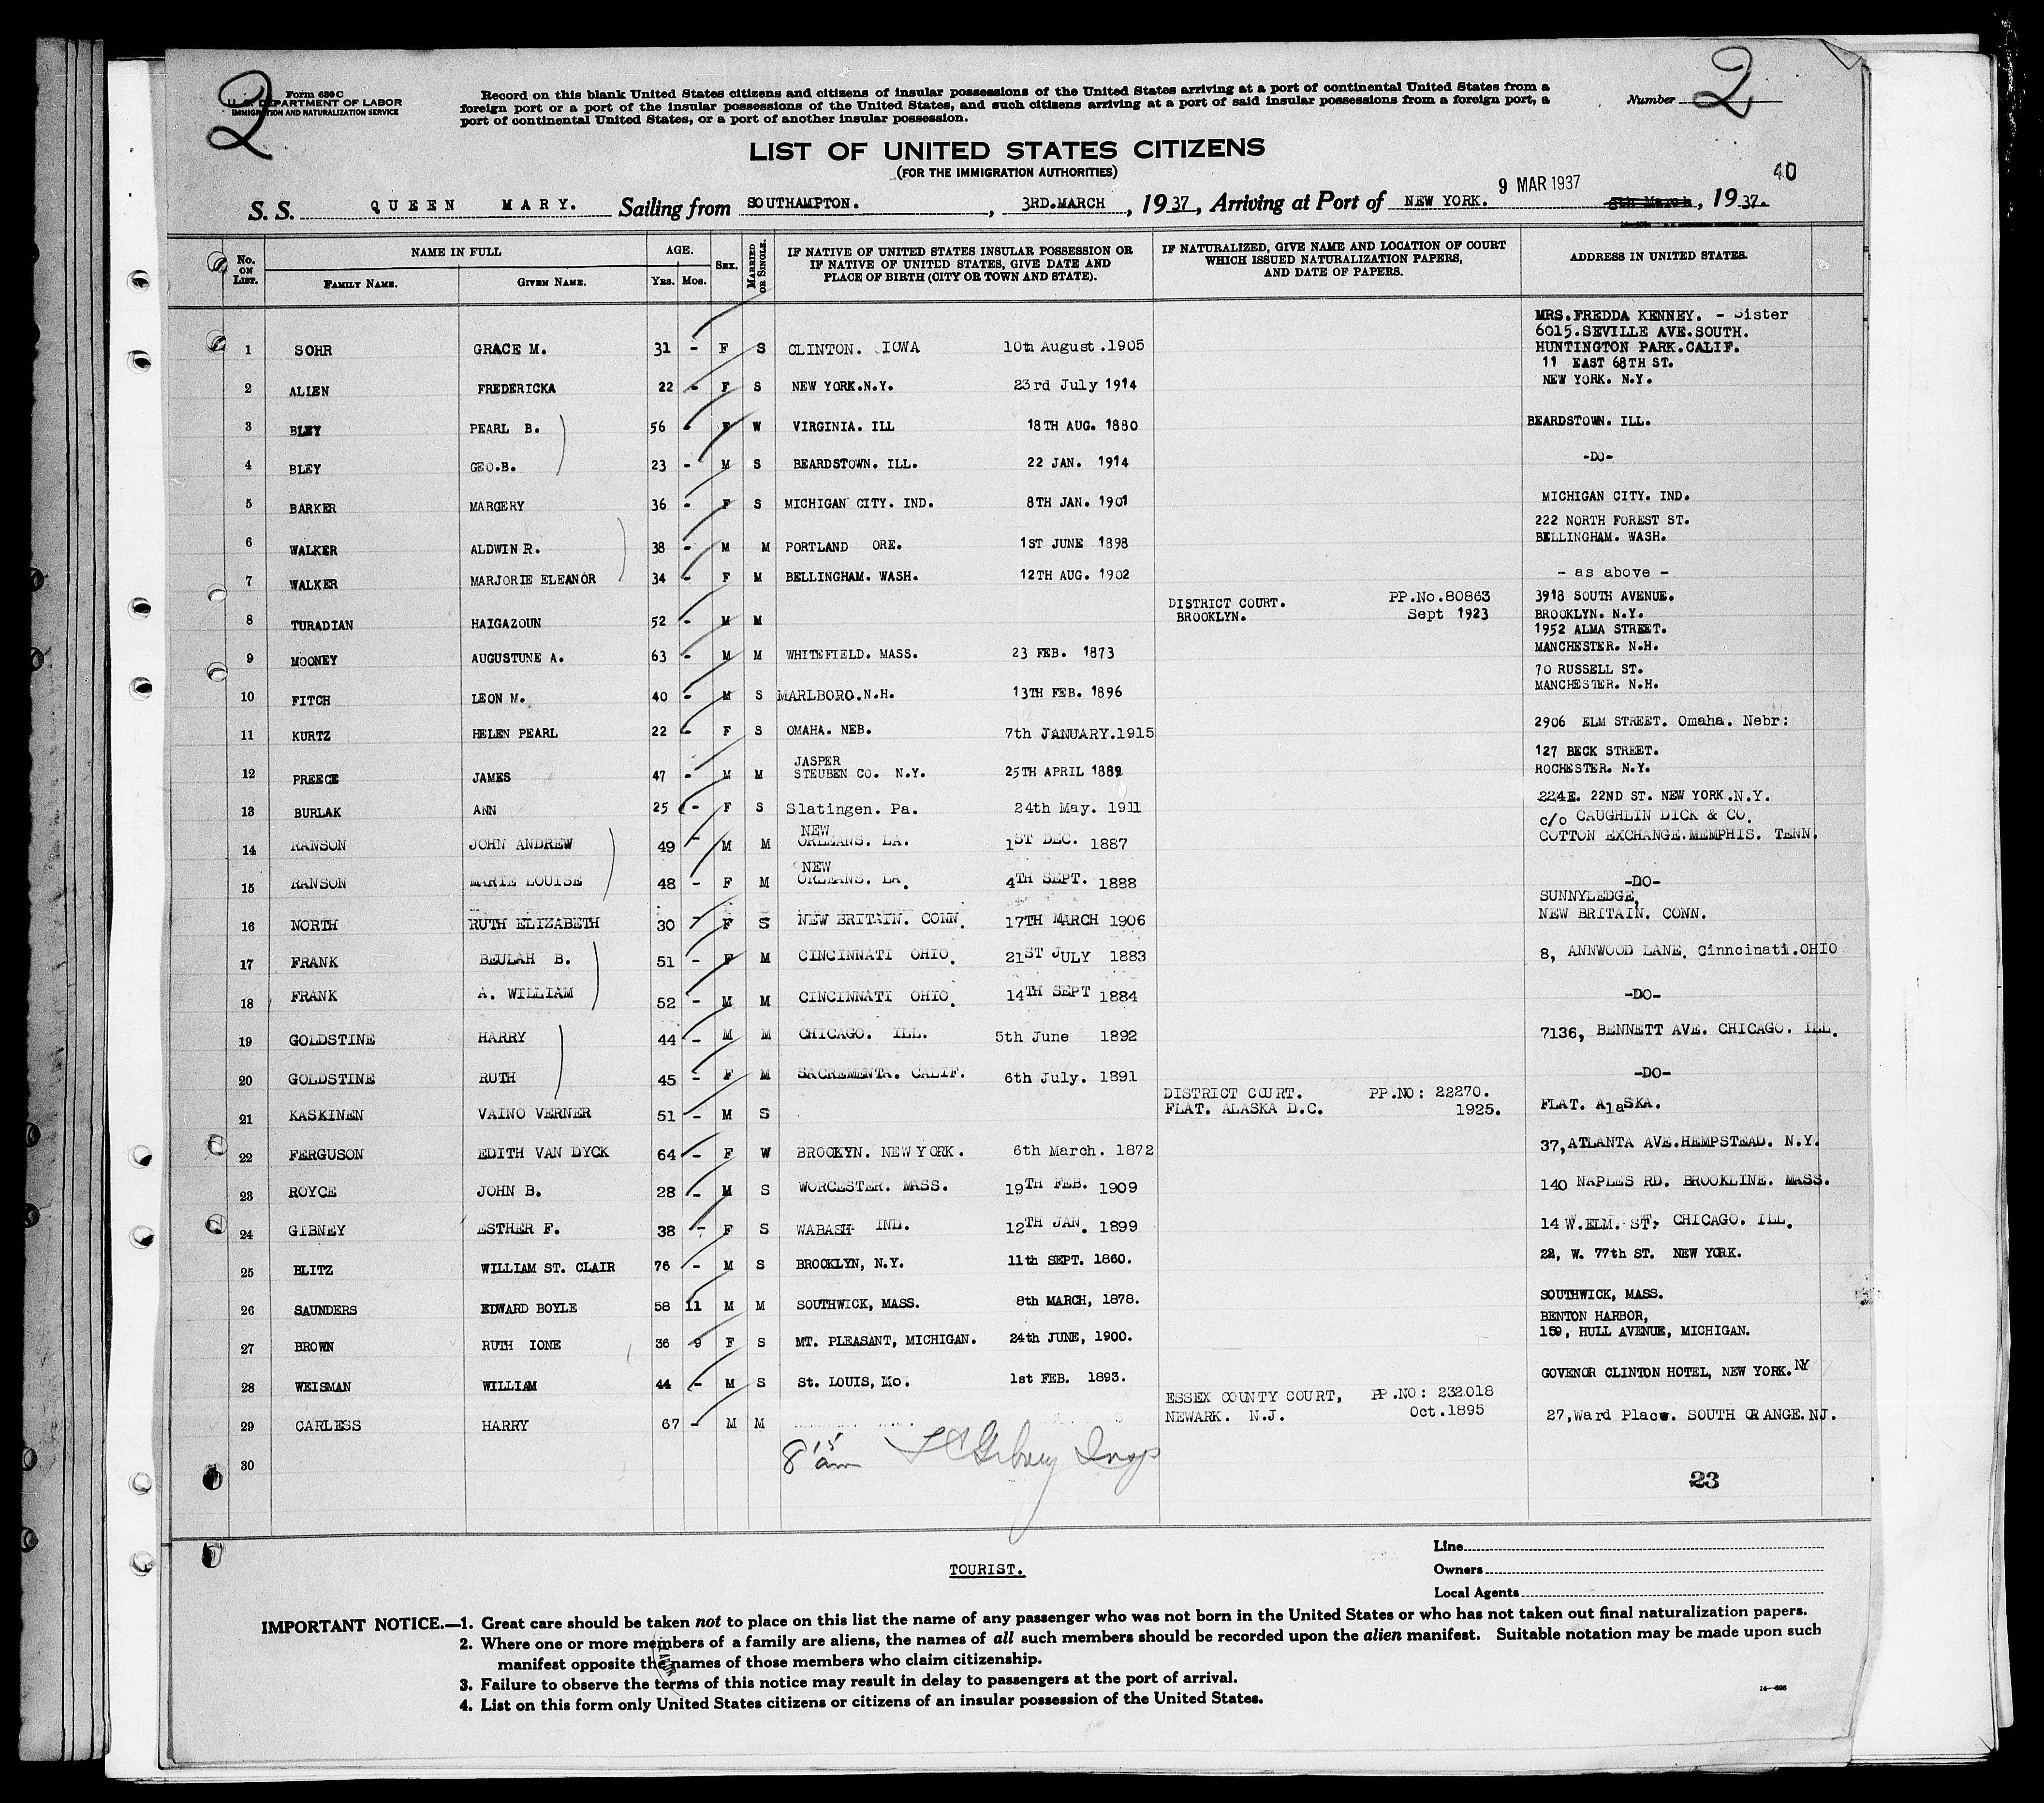 2
Form 630 C
U. S. DEPARTMENT OF LABOR
IMMIGRATION AND NATURALIZATION SERVICE
Record on this blank United States citizens and citizens of insular possessions of the United States arriving at a port of continental United States from a
foreign port or a port of the insular possessions of the United States, and such citizens arriving at a port of said insular possessions from a foreign port, a
port of continental United States, or a port of another insular possession.
Number 2
LIST OF UNITED STATES CITIZENS
(FOR THE IMMIGRATION AUTHORITIES)
40
9 MAR 1937
S. S. QUEEN MARY. Sailing from SOUTHAMPTON. , 3RD.MARCH , 1937, Arriving at Port of NEW YORK. 8th March , 1937.
No. ON LIST. NAME IN FULL FAMILY NAME. GIVEN NAME. AGE. YRS. MOS. SEX. MARRIED OR SINGLE. IF NATIVE OF UNITED STATES INSULAR POSSESSION OR IF NATIVE OF UNITED STATES, GIVE DATE AND PLACE OF BIRTH (CITY OR TOWN AND STATE). IF NATURALIZED, GIVE NAME AND LOCATION OF COURT WHICH ISSUED NATURALIZATION PAPERS, AND DATE OF PAPERS. ADDRESS IN UNITED STATES.
MRS.FREDDA KENNEY. - Sister
6015.SEVILLE AVE.SOUTH.
1 SOHR GRACE M. 31 - F S CLINTON. IOWA 10th August.1905 HUNTINGTON PARK.CALIF.
11 EAST 68TH ST.
2 ALLEN FREDERICKA 22 - F S NEW YORK.N.Y. 23rd July 1914 NEW YORK. N.Y.
3 BLEY PEARL B. 56 - F W VIRGINIA. ILL 18TH AUG. 1880 BEARDSTOWN. ILL.
4 BLEY GEO.B. 23 - M S BEARDSTOWN. ILL. 22 JAN. 1914 -DO-
5 BARKER MARGERY 36 - F S MICHIGAN CITY. IND. 8TH JAN. 1901 MICHIGAN CITY. IND.
222 NORTH FOREST ST.
6 WALKER ALDWIN R. 38 - M M PORTLAND ORE. 1ST JUNE 1898 BELLINGHAM. WASH.
7 WALKER MARJORIE ELEANOR 34 - F M BELLINGHAM. WASH. 12TH AUG. 1902 - as above -
DISTRICT COURT. PP.No.80863 3918 SOUTH AVENUE.
8 TURADIAN HAIGAZOUN 52 - M M BROOKLYN. Sept 1923 BROOKLYN. N.Y.
1952 ALMA STREET.
9 MOONEY AUGUSTUNE A. 63 - M M WHITEFIELD. MASS. 23 FEB. 1873 MANCHESTER. N.H.
70 RUSSELL ST.
10 FITCH LEON M. 40 - M S MARLBORO.N.H. 13TH FEB. 1896 MANCHESTER. N.H.
11 KURTZ HELEN PEARL 22 - F S OMAHA. NEB. 7th JANUARY.1915 2906 ELM STREET. Omaha. Nebr:
JASPER 127 BECK STREET.
12 PREECE JAMES 47 - M M STEUBEN CO. N.Y. 25TH APRIL 1889 ROCHESTER. N.Y.
13 BURLAK ANN 25 - F S Slatingen. Pa. 24th May. 1911 224E. 22ND ST. NEW YORK.N.Y.
NEW c/o CAUGHLIN DICK & CO.
14 RANSON JOHN ANDREW 49 - M M ORLEANS. LA. 1ST DEC. 1887 COTTON EXCHANGE.MEMPHIS. TENN.
NEW
15 RANSON MARIE LOUISE 48 - F M ORLEANS. LA. 4TH SEPT. 1888 -DO-
SUNNYLEDGE,
16 NORTH RUTH ELIZABETH 30 - F S NEW BRITAIN. CONN. 17TH MARCH 1906 NEW BRITAIN. CONN.
17 FRANK BEULAH B. 51 - F M CINCINNATI OHIO. 21ST JULY 1883 8, ANNWOOD LANE. Cinncinati.OHIO
18 FRANK A. WILLIAM 52 - M M CINCINNATI OHIO. 14TH SEPT 1884 -DO-
19 GOLDSTINE HARRY 44 - M M CHICAGO. ILL. 5th June 1892 7136, BENNETT AVE. CHICAGO. ILL.
20 GOLDSTINE RUTH 45 - F M SACREMENTA. CALIF. 6th July. 1891 -DO-
DISTRICT COURT. PP.NO: 22270.
21 KASKINEN VAINO VERNER 51 - M S FLAT. ALASKA D.C. 1925. FLAT. AlaSKA.
22 FERGUSON EDITH VAN DYCK 64 - F W BROOKYN. NEW YORK. 6th March. 1872 37,ATLANTA AVE.HEMPSTEAD. N.Y.
23 ROYCE JOHN B. 28 - M S WORCESTER. MASS. 19TH FEB. 1909 140 NAPLES RD. BROOKLINE. MASS.
24 GIBNEY ESTHER F. 38 - F S WABASH IND. 12TH JAN. 1899 14 W.ELM. ST, CHICAGO. ILL.
25 BLITZ WILLIAM ST. CLAIR 76 - M S BROOKLYN, N.Y. 11th SEPT. 1860. 22, W. 77th ST. NEW YORK.
26 SAUNDERS EDWARD BOYLE 58 11 M M SOUTHWICK, MASS. 8th MARCH, 1878. SOUTHWICK, MASS.
BENTON HARBOR,
27 BROWN RUTH IONE 36 9 F S MT. PLEASANT, MICHIGAN. 24th JUNE, 1900. 159, HULL AVENUE, MICHIGAN.
28 WEISMAN WILLIAM 44 - M S St. LOUIS, Mo. 1st FEB. 1893. GOVENOR CLINTON HOTEL, NEW YORK. NY
ESSEX COUNTY COURT, PP.NO: 232018
29 CARLESS HARRY 67 - M M NEWARK. N.J. Oct.1895 27,Ward Place. SOUTH ORANGE.NJ.
8 15 am Insp
30
23
TOURIST.
Line
Owners
Local Agents
IMPORTANT NOTICE.—1. Great care should be taken not to place on this list the name of any passenger who was not born in the United States or who has not taken out final naturalization papers.
2. Where one or more members of a family are aliens, the names of all such members should be recorded upon the alien manifest. Suitable notation may be made upon such
manifest opposite the names of those members who claim citizenship.
3. Failure to observe the terms of this notice may result in delay to passengers at the port of arrival.
4. List on this form only United States citizens or citizens of an insular possession of the United States.